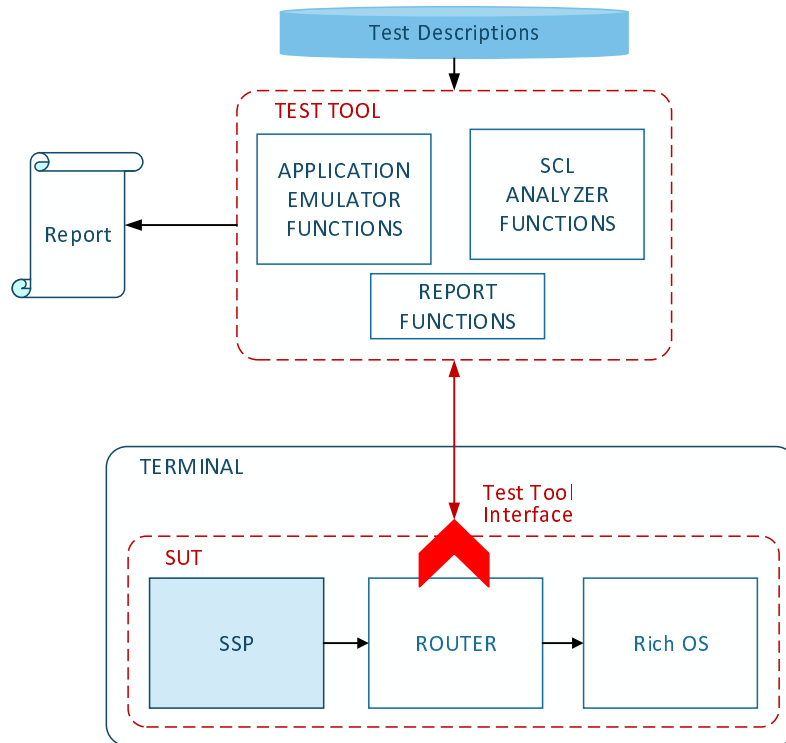 Test Descriptions
TEST TOOL
APPLICATION
EMULATOR
FUNCTIONS
SCL
ANALYZER
FUNCTIONS
Report
REPORT
FUNCTIONS
TERMINAL
Test Tool
Interface
SUT
SSP
ROUTER
Rich OS